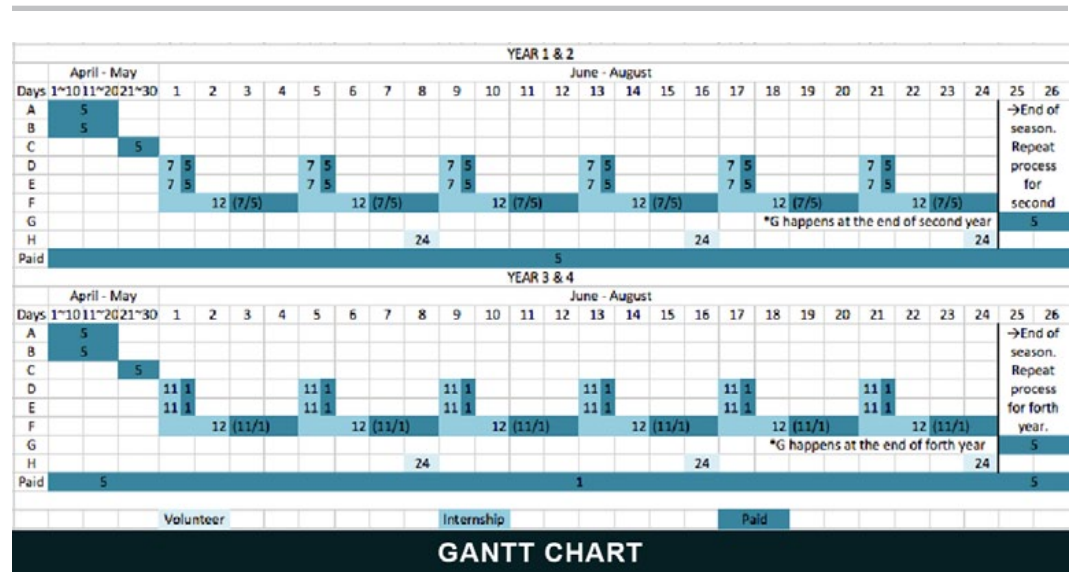 YEAR 1 & 2
April - May June - August
Days 1~10 11~20 21~30 1 2 3 4 5 6 7 8 9 10 11 12 13 14 15 16 17 18 19 20 21 22 23 24 25 26
A 5 →End of
B 5 season.
C 5 Repeat
D 7 5 7 5 7 5 7 5 7 5 7 5 process
E 7 5 7 5 7 5 7 5 7 5 7 5 for
F 12 (7/5) 12 (7/5) 12 (7/5) 12 (7/5) 12 (7/5) 12 (7/5) second
G *G happens at the end of second year 5
H 24 24 24
Paid 5
YEAR 3 & 4
April - May June - August
Days 1~10 11~20 21~30 1 2 3 4 5 6 7 8 9 10 11 12 13 14 15 16 17 18 19 20 21 22 23 24 25 26
A 5 →End of
B 5 season.
C 5 Repeat
D 11 1 11 1 11 1 11 1 11 1 11 1 process
E 11 1 11 1 11 1 11 1 11 1 11 1 for forth
F 12 (11/1) 12 (11/1) 12 (11/1) 12 (11/1) 12 (11/1) 12 (11/1) year.
G *G happens at the end of forth year 5
H 24 24 24
Paid 5 1 5
Volunteer Internship Paid
GANTT CHART